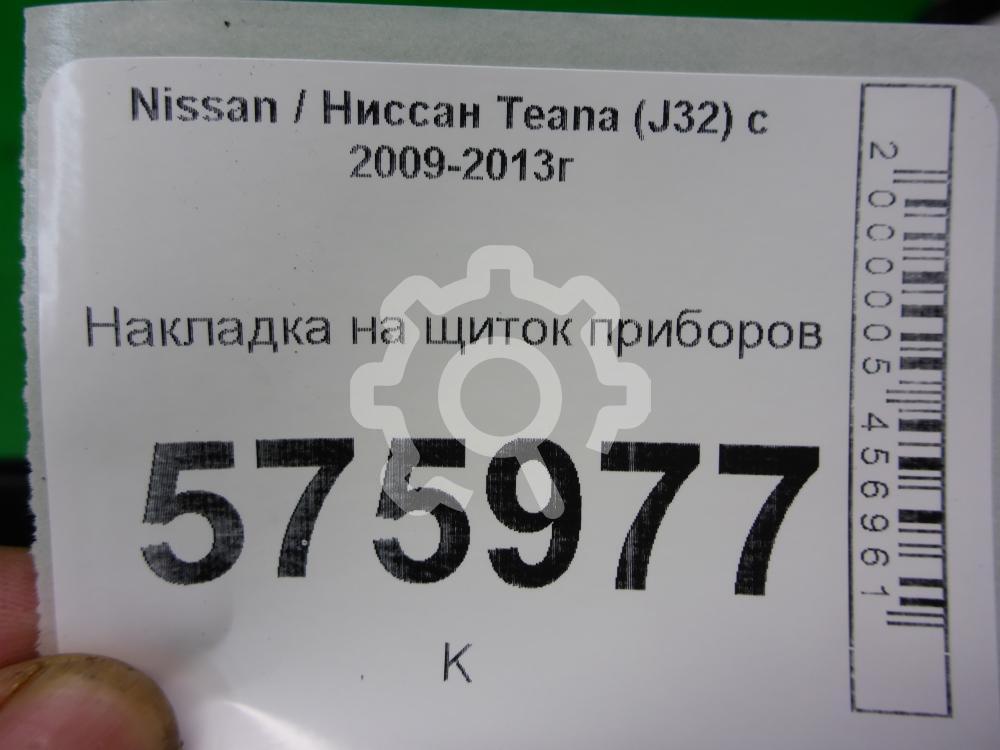 Nissan / Ниссан Teana (J32) с
2009-2013г
Накладка на щиток приборов
575977
К
2000005456961